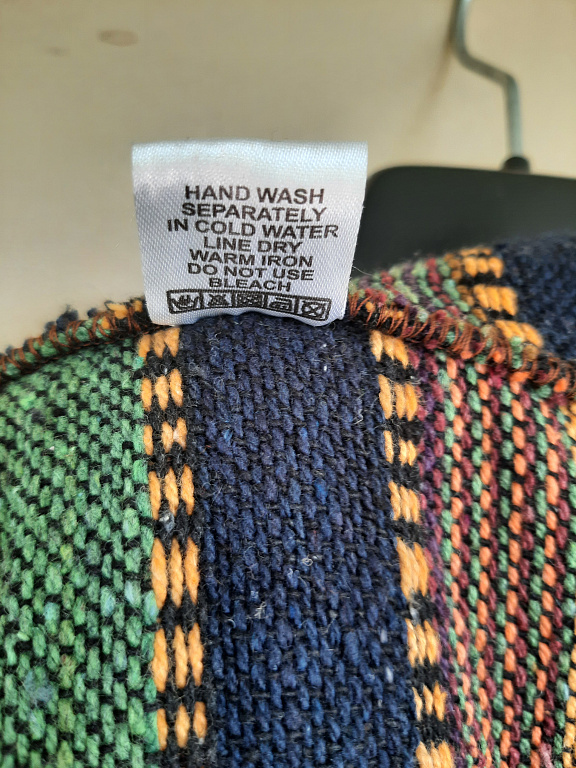 HAND WASH
SEPARATELY
IN COLD WATER
LINE DRY
WARM IRON
DO NOT USE
BLEACH